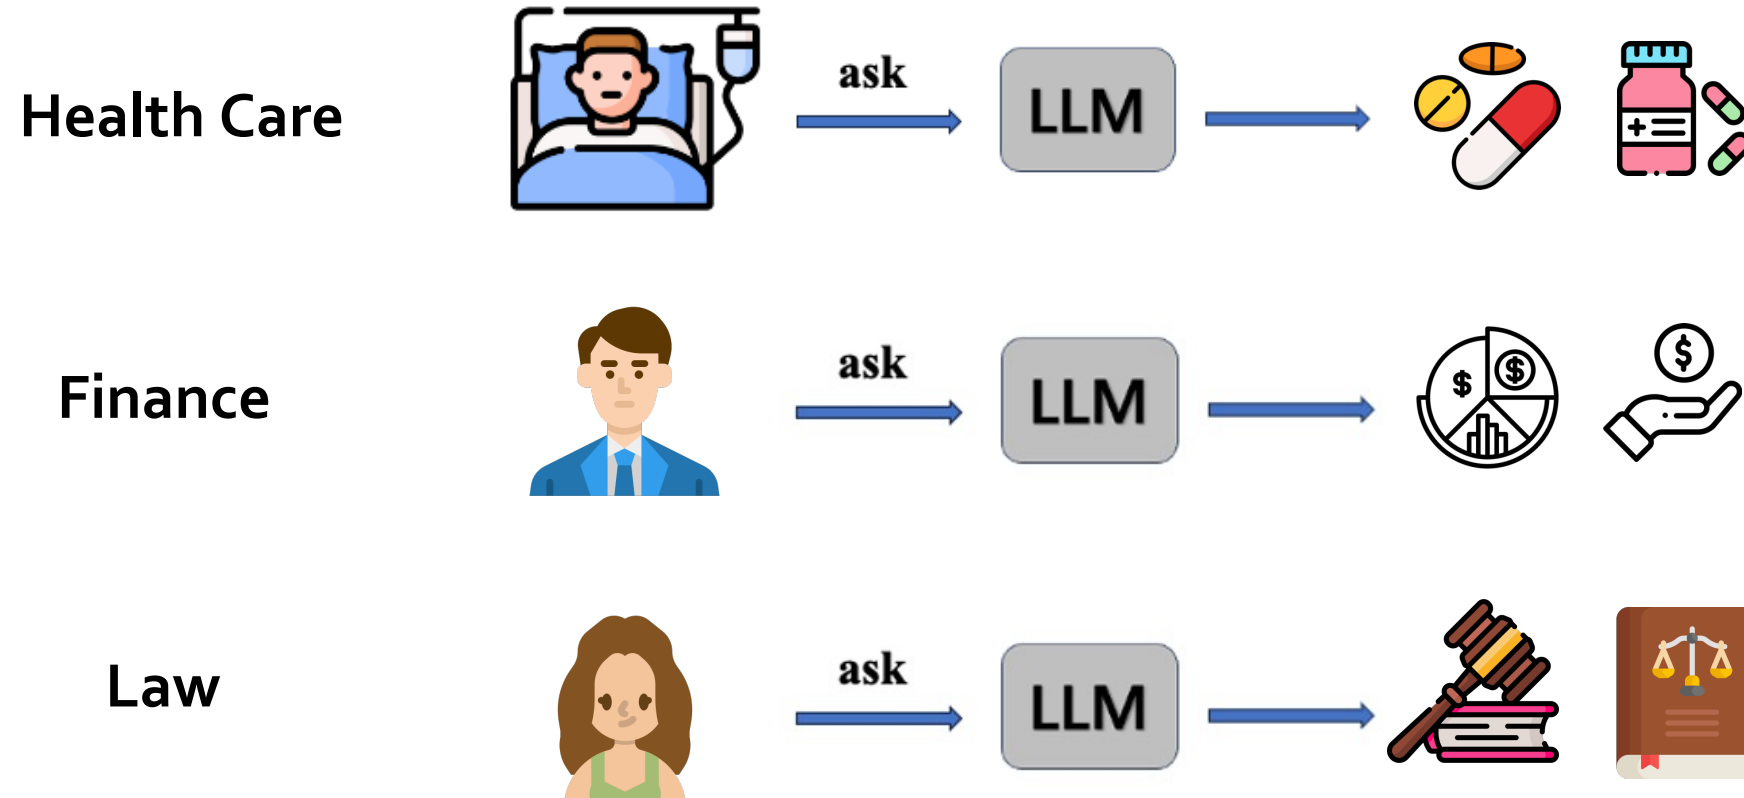 Health Care
ask
LLM
Finance
ask
LLM
$
$
$
Law
ask
LLM